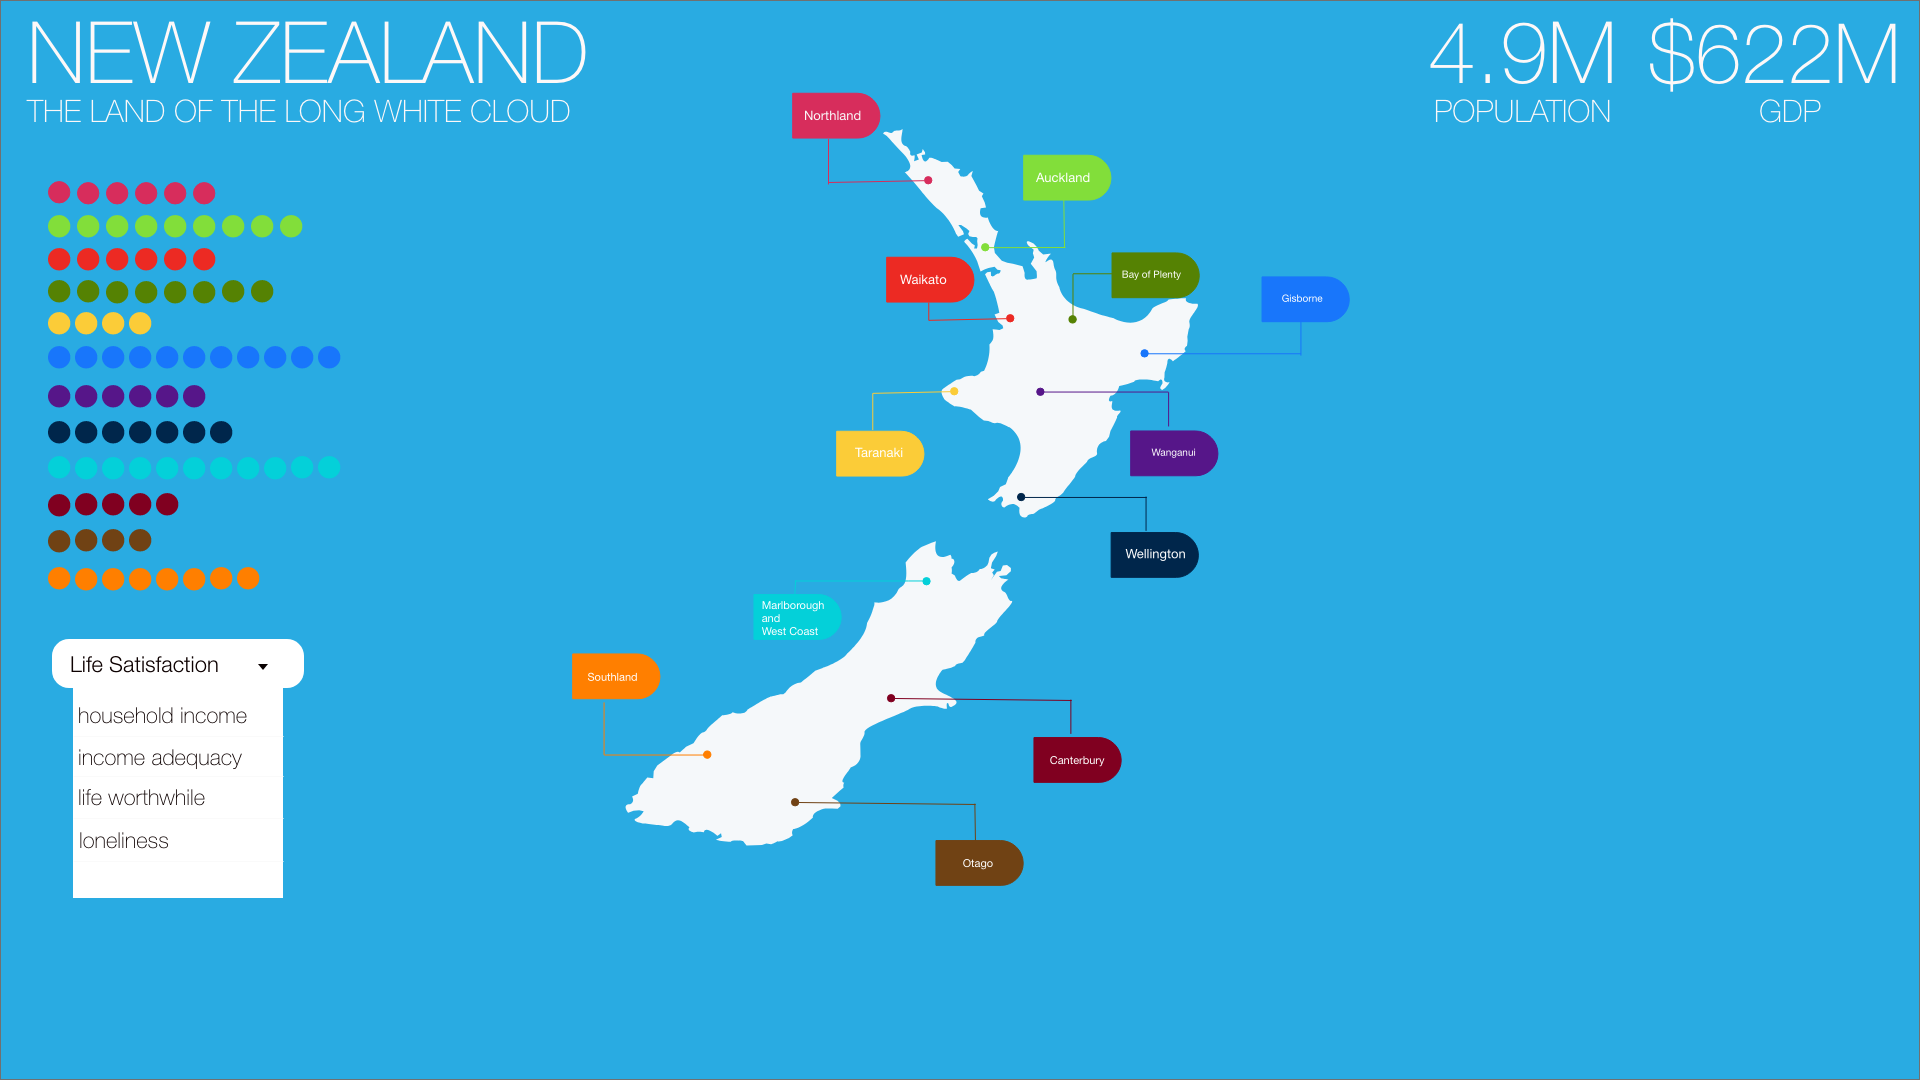 NEW ZEALAND
THE LAND OF THE LONG WHITE CLOUD
4.9M
POPULATION
$622M
GDP
Northland
Auckland
Waikato
Bay of Plenty
Gisborne
Taranaki
Wanganui
Wellington
Marlborough
and
West Coast
Southland
Canterbury
Otago
Life Satisfaction
household income
income adequacy
life worthwhile
loneliness